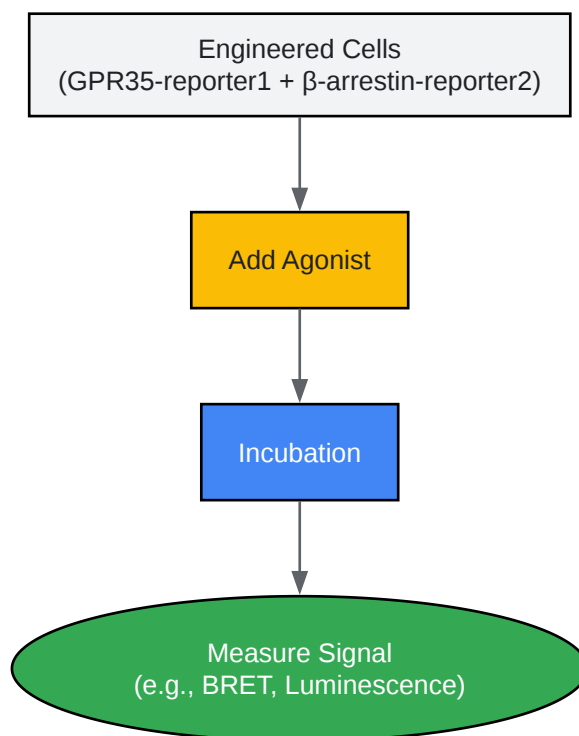 Engineered Cells
(GPR35-reporter1 + β-arrestin-reporter2)
Add Agonist
Incubation
Measure Signal
(e.g., BRET, Luminescence)